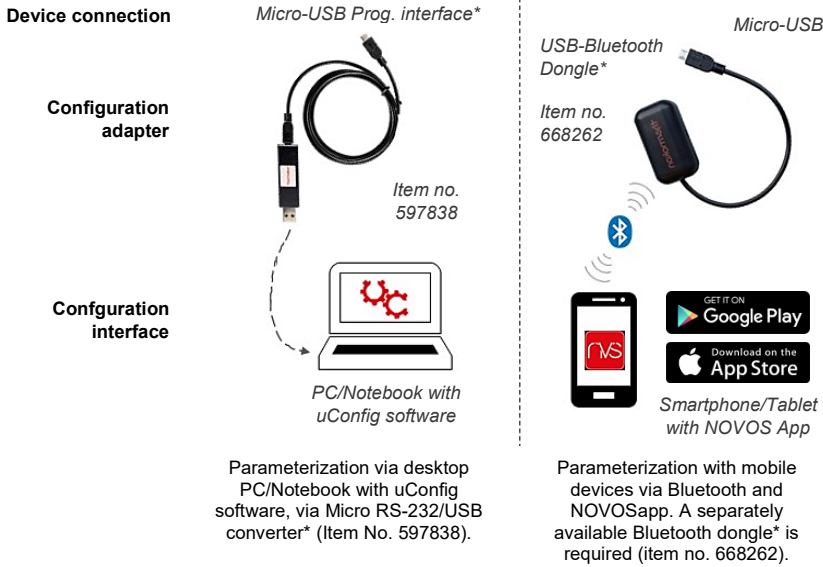 Device connection
Micro-USB Prog. interface*
Micro-USB
USB-Bluetooth
Dongle*
Configuration
adapter
Item no.
668262
Item no.
597838
Confguration
interface
UC
rvs
GET IT ON
Google Play
Download on the
App Store
PC/Notebook with
uConfig software
Smartphone/Tablet
with NOVOS App
Parameterization via desktop
PC/Notebook with uConfig
software, via Micro RS-232/USB
converter* (Item No. 597838).
Parameterization with mobile
devices via Bluetooth and
NOVOSapp. A separately
available Bluetooth dongle* is
required (item no. 668262).